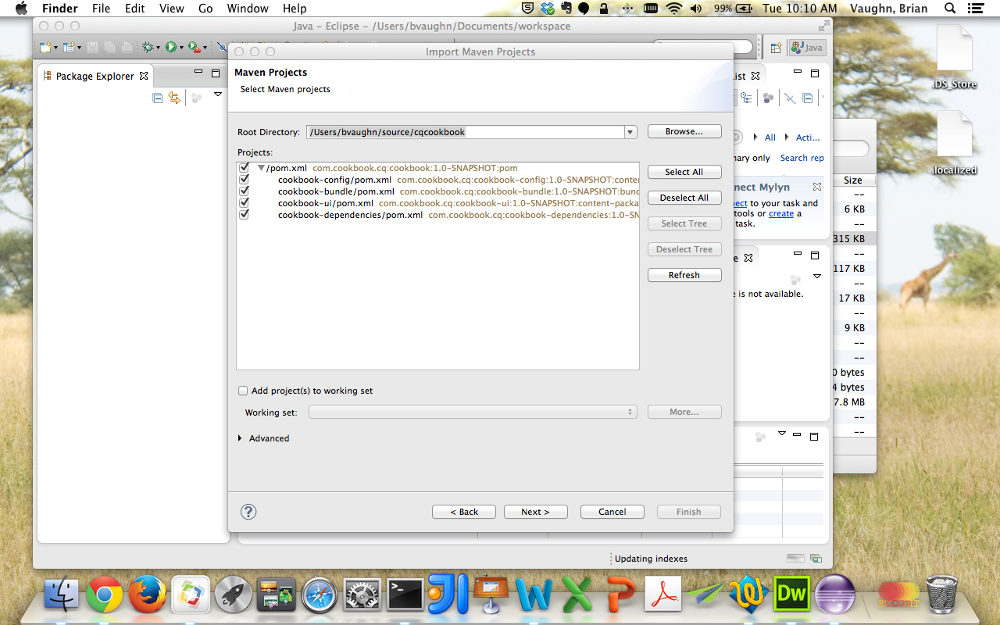 Finder File Edit View Go Window Help 99% Tue 10:10 AM Vaughn, Brian
Java – Eclipse – /Users/bvaughn/Documents/workspace
Java
Import Maven Projects
Package Explorer
Maven Projects
Select Maven projects
ist
.DS_Store
Root Directory: /Users/bvaughn/source/cqcookbook Browse...
All Acti...
Projects:
mary only Search rep
/pom.xml com.cookbook.cq:cookbook:1.0-SNAPSHOT:pom Select All
.localized
cookbook-config/pom.xml com.cookbook.cq:cookbook-config:1.0-SNAPSHOT:conte
Size
--
cookbook-bundle/pom.xml com.cookbook.cq:cookbook-bundle:1.0-SNAPSHOT:bun
nnect Mylyn
Deselect All
cookbook-ui/pom.xml com.cookbook.cq:cookbook-ui:1.0-SNAPSHOT:content-packa
nect to your task and
6 KB
cookbook-dependencies/pom.xml com.cookbook.cq:cookbook-dependencies:1.0-SN
tools or create a
task.
Select Tree
--
315 KB
Deselect Tree
--
e
117 KB
Refresh
--
e is not available.
17 KB
--
9 KB
--
--
0 bytes
Add project(s) to working set
4 bytes
7.8 MB
Working set: More...
--
--
Advanced
? < Back Next > Cancel Finish
Updating indexes
Dw
RICOCHET